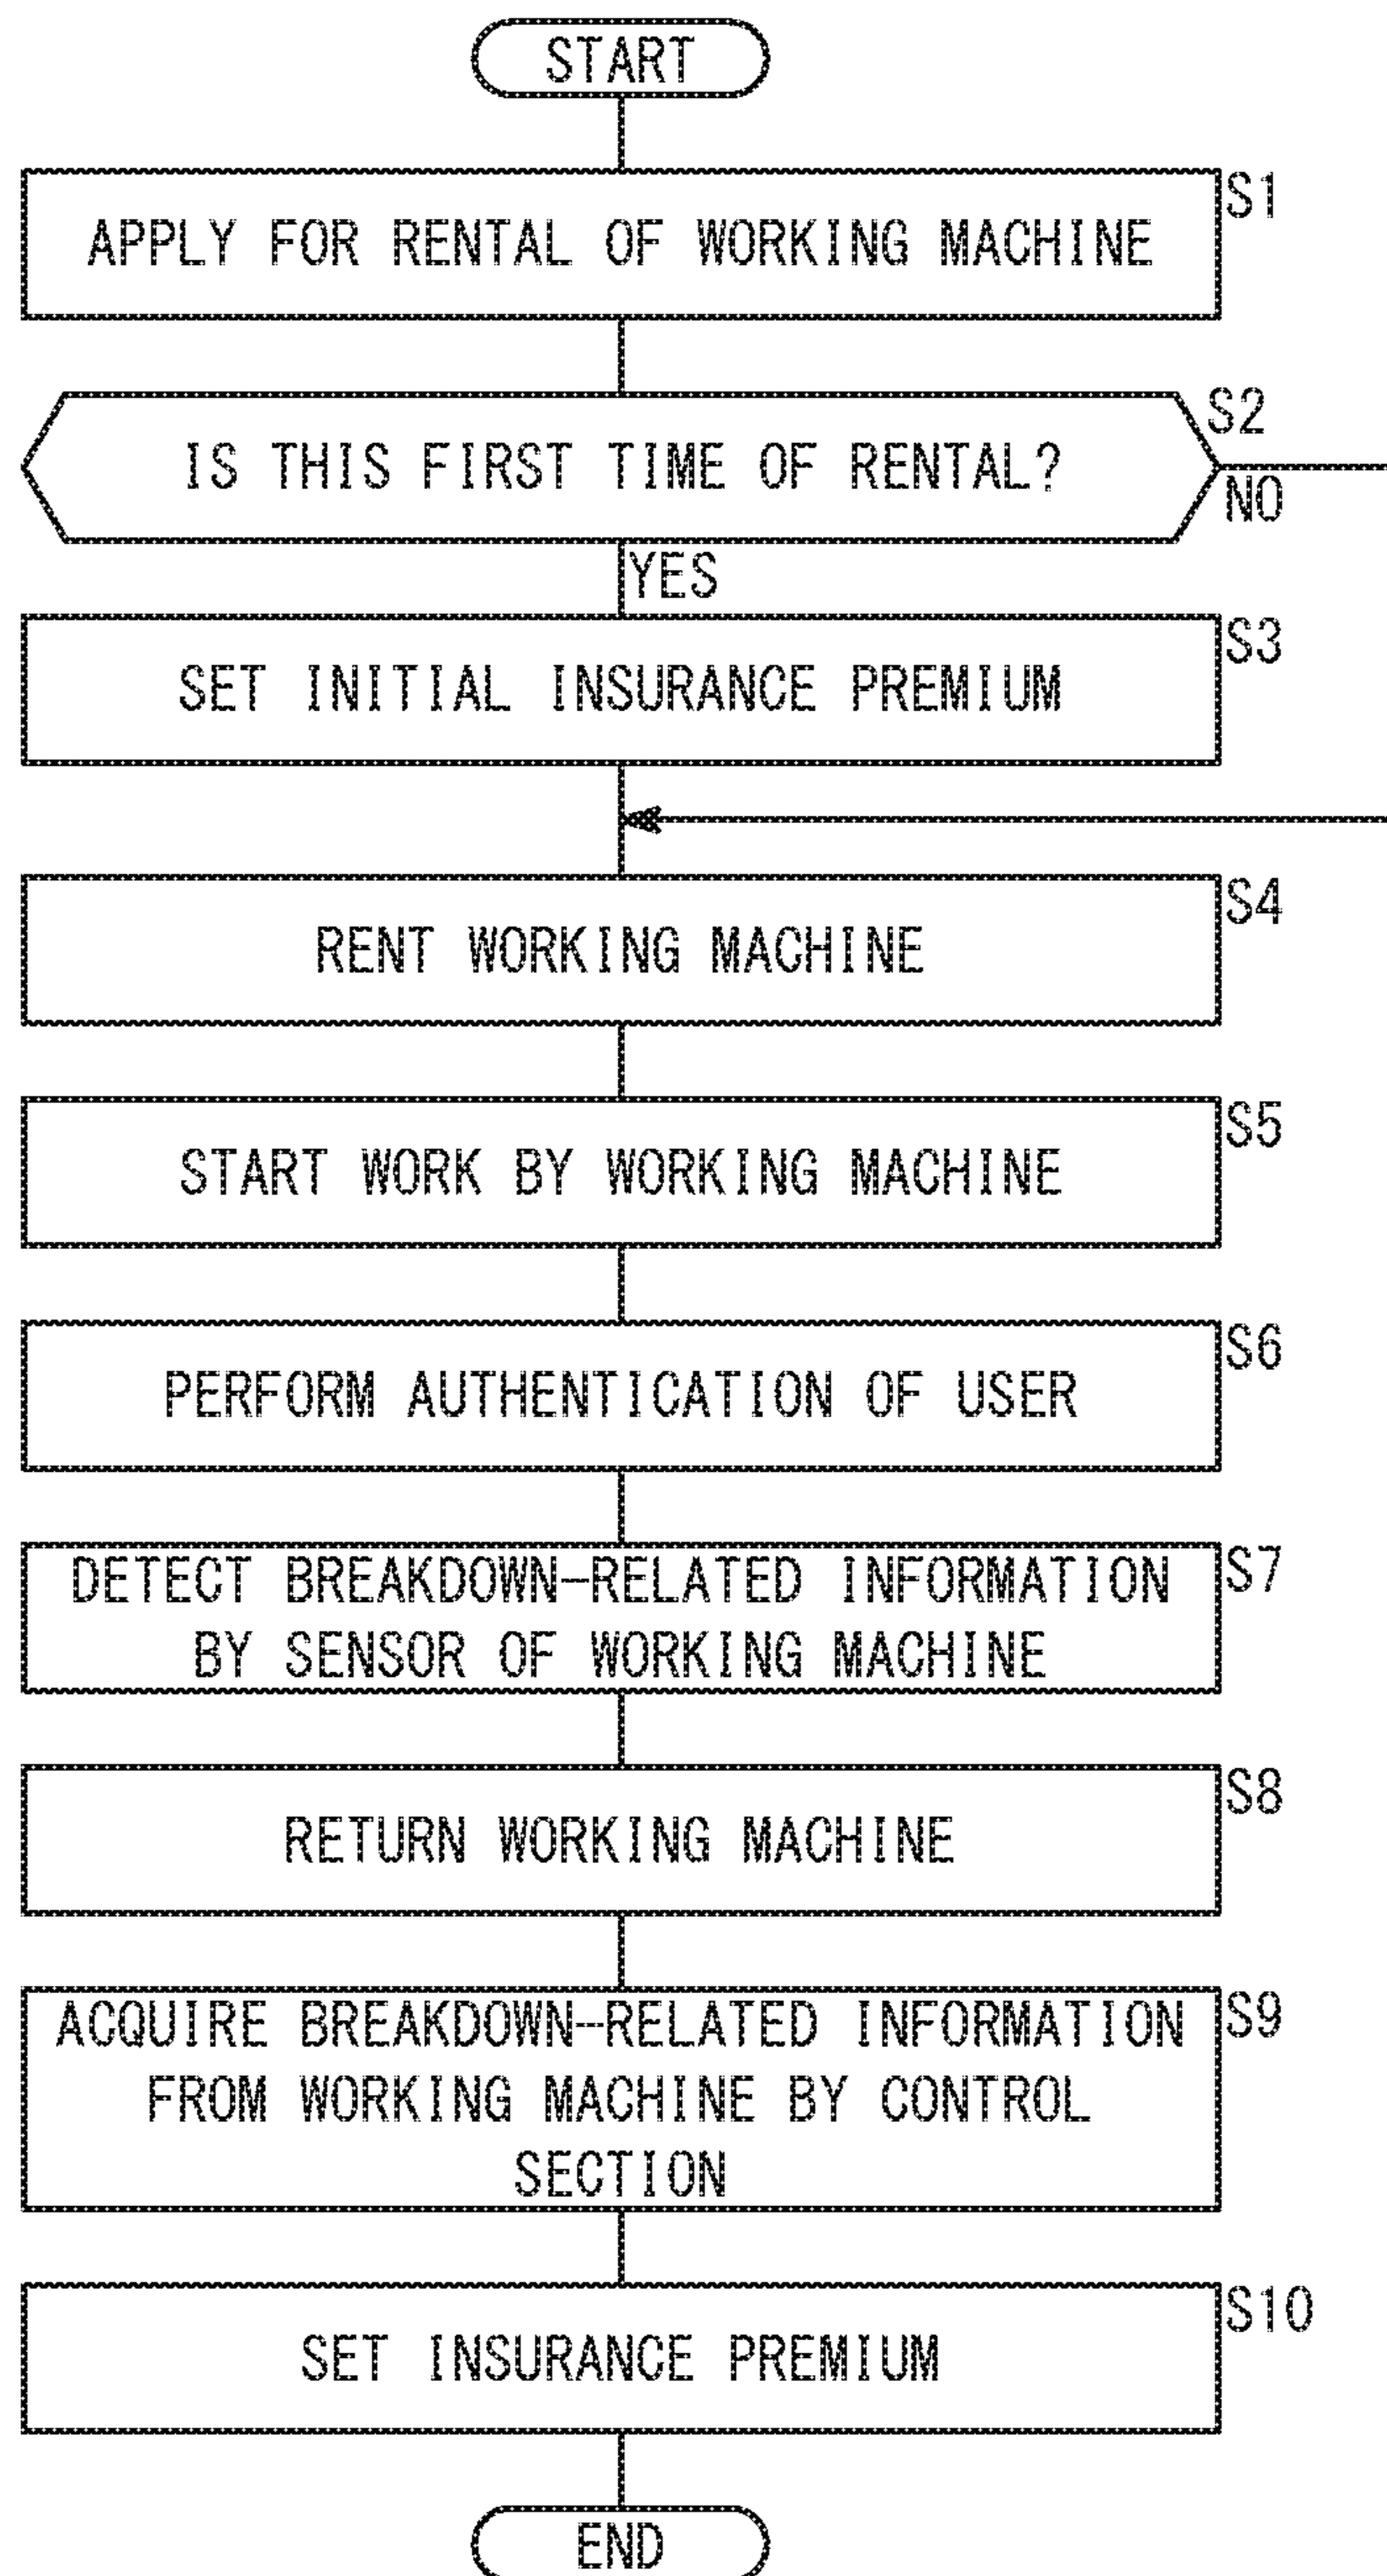 START
S1
APPLY FOR RENTAL OF WORKING MACHINE
S2
IS THIS FIRST TIME OF RENTAL?
NO
YES
S3
SET INITIAL INSURANCE PREMIUM
S4
RENT WORKING MACHINE
S5
START WORK BY WORKING MACHINE
S6
PERFORM AUTHENTICATION OF USER
S7
DETECT BREAKDOWN-RELATED INFORMATION
BY SENSOR OF WORKING MACHINE
S8
RETURN WORKING MACHINE
S9
ACQUIRE BREAKDOWN-RELATED INFORMATION
FROM WORKING MACHINE BY CONTROL
SECTION
S10
SET INSURANCE PREMIUM
END